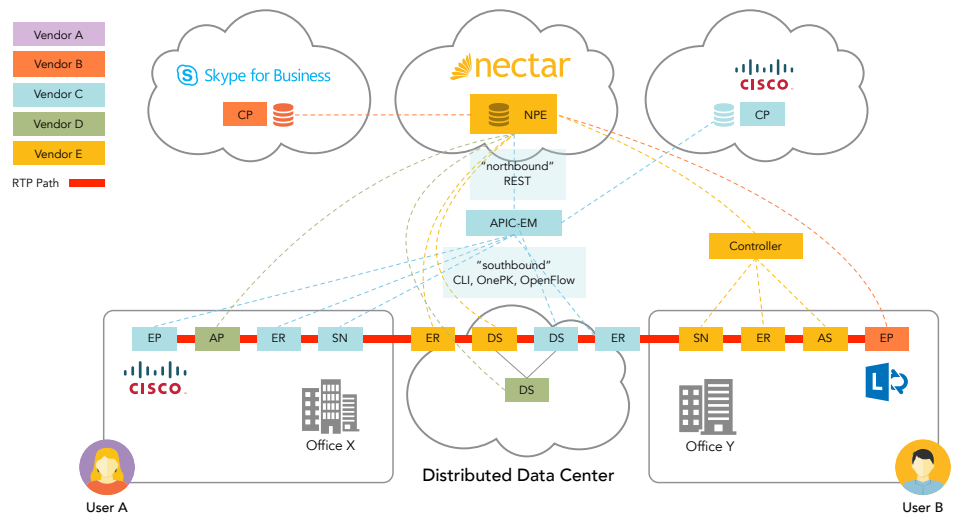 Vendor A
Vendor B
Vendor C
Vendor D
Vendor E
RTP Path
S Skype for Business
CP
nectar
NPE
CISCO
CP
"northbound"
REST
APIC-EM
"southbound"
CLI, OnePK, OpenFlow
Controller
EP
AP
ER
SN
ER
DS
DS
ER
SN
ER
AS
EP
DS
CISCO
L
Office X
Office Y
Distributed Data Center
User A
User B